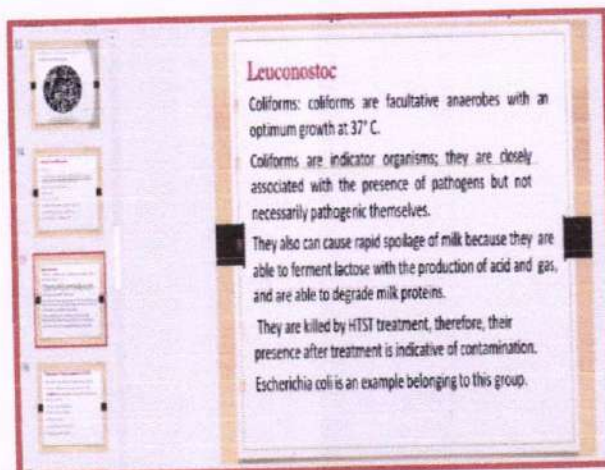 Leuconostoc
Coliforms: coliforms are facultative anaerobes with an
optimum growth at 37° C.
Coliforms are indicator organisms; they are closely
associated with the presence of pathogens but not
necessarily pathogenic themselves.
They also can cause rapid spoilage of milk because they are
able to ferment lactose with the production of acid and gas,
and are able to degrade milk proteins.
They are killed by HTST treatment, therefore, their
presence after treatment is indicative of contamination.
Escherichia coli is an example belonging to this group.